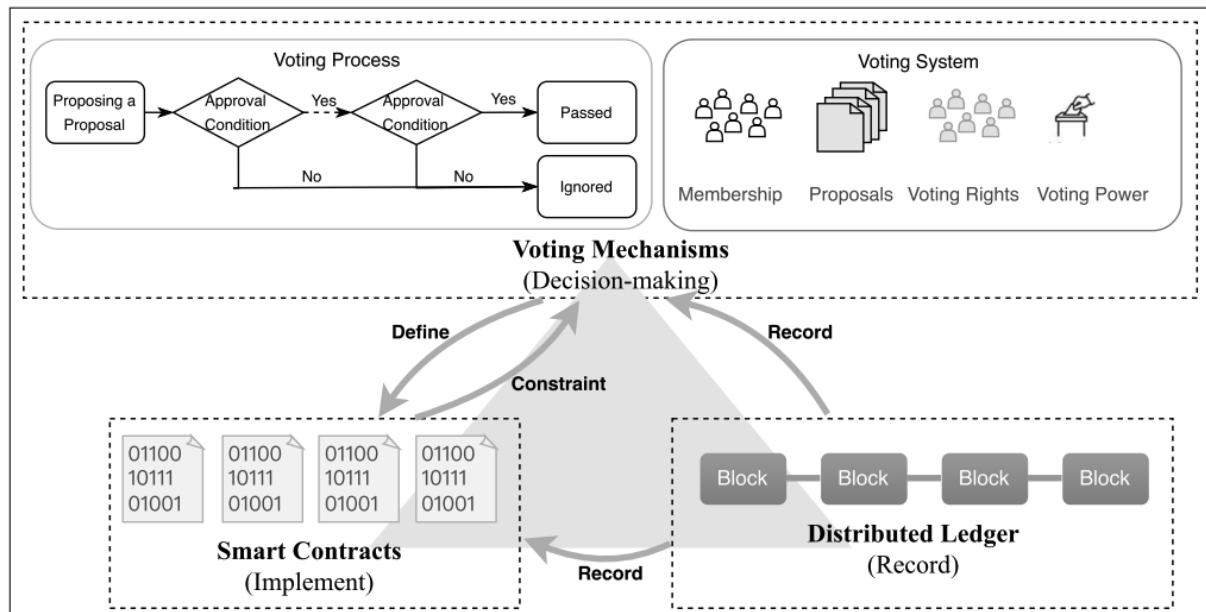 Voting Process
Proposing a
Proposal
Approval
Condition
Yes
Approval
Condition
Yes
Passed
No
No
Ignored
Voting System
Membership
Proposals
Voting Rights
Voting Power
Voting Mechanisms
(Decision-making)
Define
Constraint
Record
01100
10111
01001
01100
10111
01001
01100
10111
01001
01100
10111
01001
Smart Contracts
(Implement)
Record
Block
Block
Block
Block
Distributed Ledger
(Record)